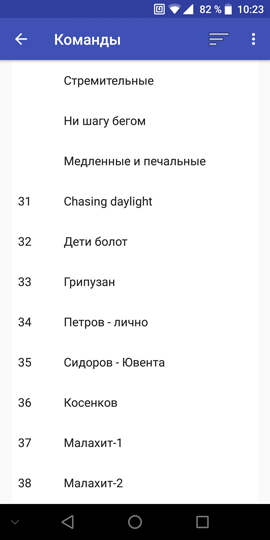 82 % 10:23
Команды
Стремительные
Ни шагу бегом
Медленные и печальные
31 Chasing daylight
32 Дети болот
33 Грипузан
34 Петров - лично
35 Сидоров - Ювента
36 Косенков
37 Малахит-1
38 Малахит-2